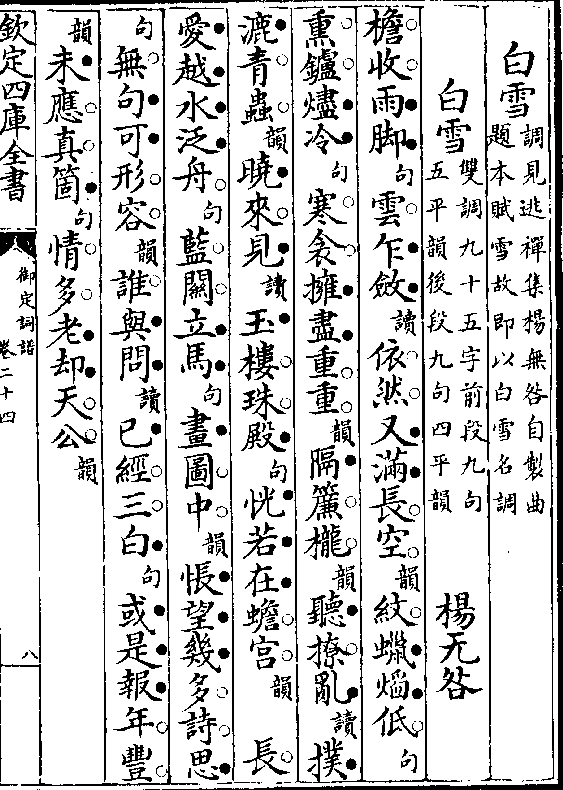 白雪 調見逃禪集楊無咎自製曲
題本賦雪故即以白雪名調
白雪 雙調九十五字前段九句
五平韻後段九句四平韻 楊无咎
檐收雨脚句雲乍斂讀依然又滿長空韻紋蠟熖低句
熏鑪燼冷句寒衾擁盡重重韻隔簾櫳韻聽撩亂讀撲
漉青蟲韻曉來見讀玉樓珠殿句恍若在蟾宫韻 長
愛越水泛舟句藍關立馬句畫圖中韻悵望幾多詩思
句無句可形容韻誰與問讀已經三白句或是報年豐
韻未應真箇句情多老却天公韻
欽定四庫全書
御定詞譜
卷二十四
八